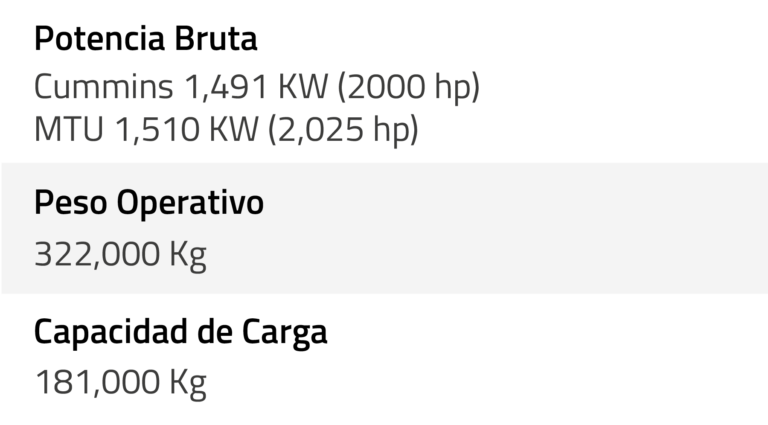 Potencia Bruta
Cummins 1,491 KW (2000 hp)
MTU 1,510 KW (2,025 hp)
Peso Operativo
322,000 Kg
Capacidad de Carga
181,000 Kg